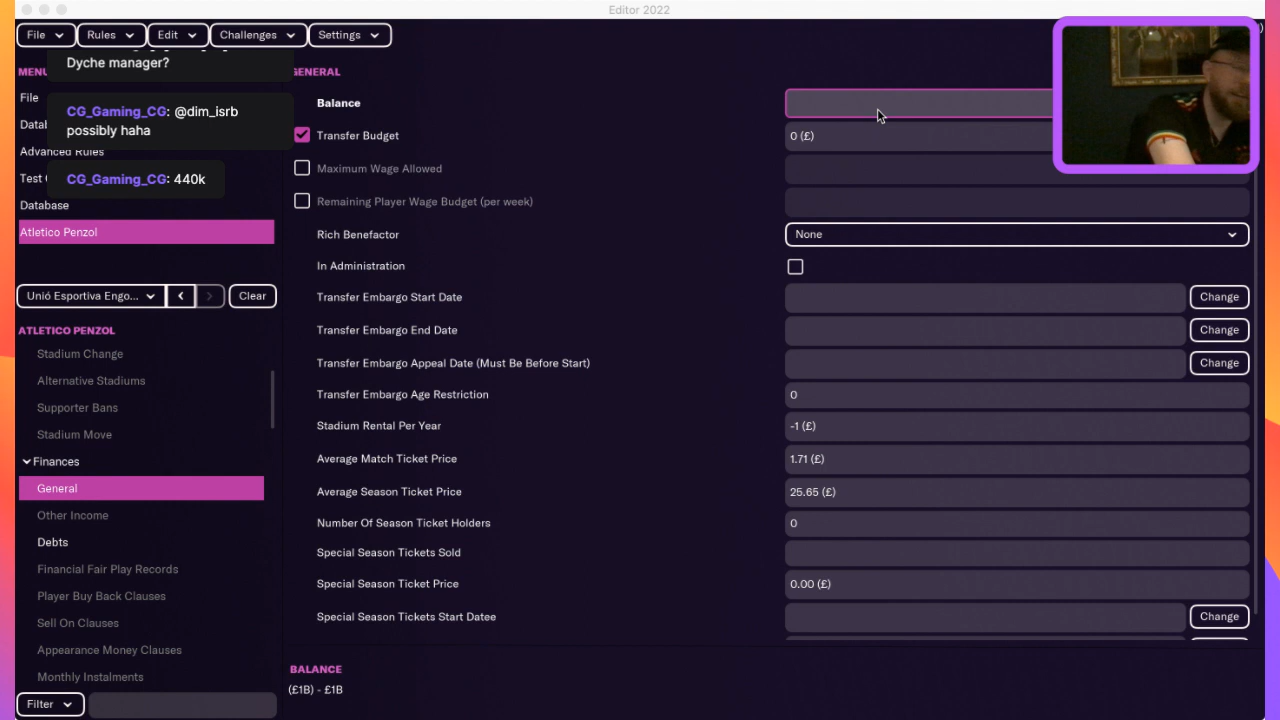 Editor 2022
File
Rules
Edit
Challenges
Settings
MENU
Dyche manager?
File
CG_Gaming_CG: @dim_isrb
possibly haha
Advanced Rules
CG_Gaming_CG: 440k
Database
Atletico Penzol
Unió Esportiva Engo...
Clear
ATLETICO PENZOL
Stadium Change
Alternative Stadiums
Supporter Bans
Stadium Move
Finances
General
Other Income
Debts
Financial Fair Play Records
Player Buy Back Clauses
Sell On Clauses
Appearance Money Clauses
Monthly Instalments
Filter
GENERAL
Balance
Transfer Budget 0 (£)
Maximum Wage Allowed
Remaining Player Wage Budget (per week)
Rich Benefactor None
In Administration
Transfer Embargo Start Date Change
Transfer Embargo End Date Change
Transfer Embargo Appeal Date (Must Be Before Start) Change
Transfer Embargo Age Restriction 0
Stadium Rental Per Year -1 (£)
Average Match Ticket Price 1.71 (£)
Average Season Ticket Price 25.65 (£)
Number Of Season Ticket Holders 0
Special Season Tickets Sold
Special Season Ticket Price 0.00 (£)
Special Season Tickets Start Datee Change
BALANCE
(£1B) - £1B